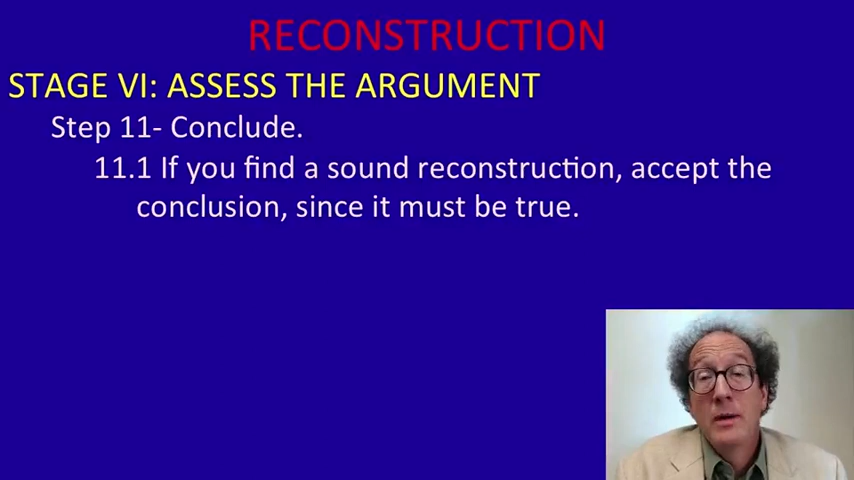 RECONSTRUCTION
STAGE VI: ASSESS THE ARGUMENT
Step 11- Conclude.
11.1 If you find a sound reconstruction, accept the
conclusion, since it must be true.